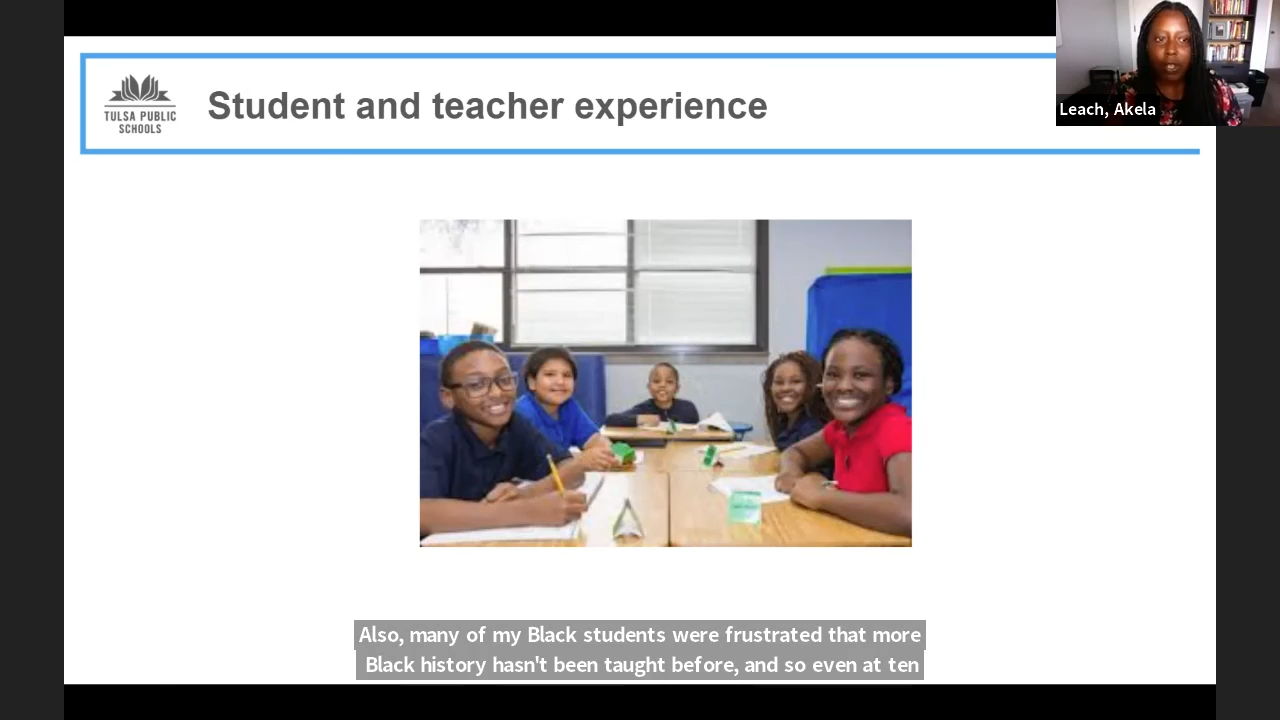 TULSA PUBLIC
SCHOOLS
Student and teacher experience
Leach, Akela
Also, many of my Black students were frustrated that more
Black history hasn't been taught before, and so even at ten